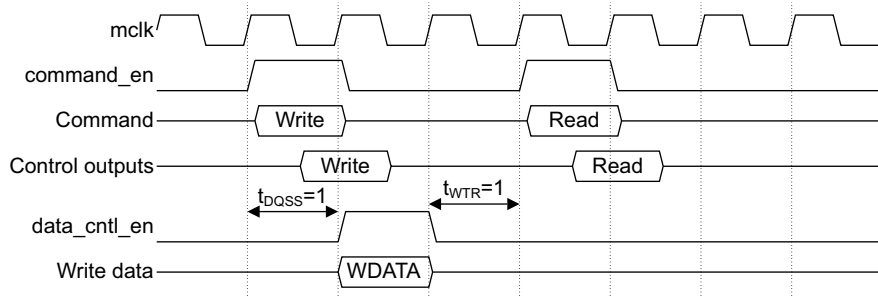 mclk
command_en
Command Write Read
Control outputs Write Read
tDQSS=1 tWTR=1
data_cntl_en
Write data WDATA